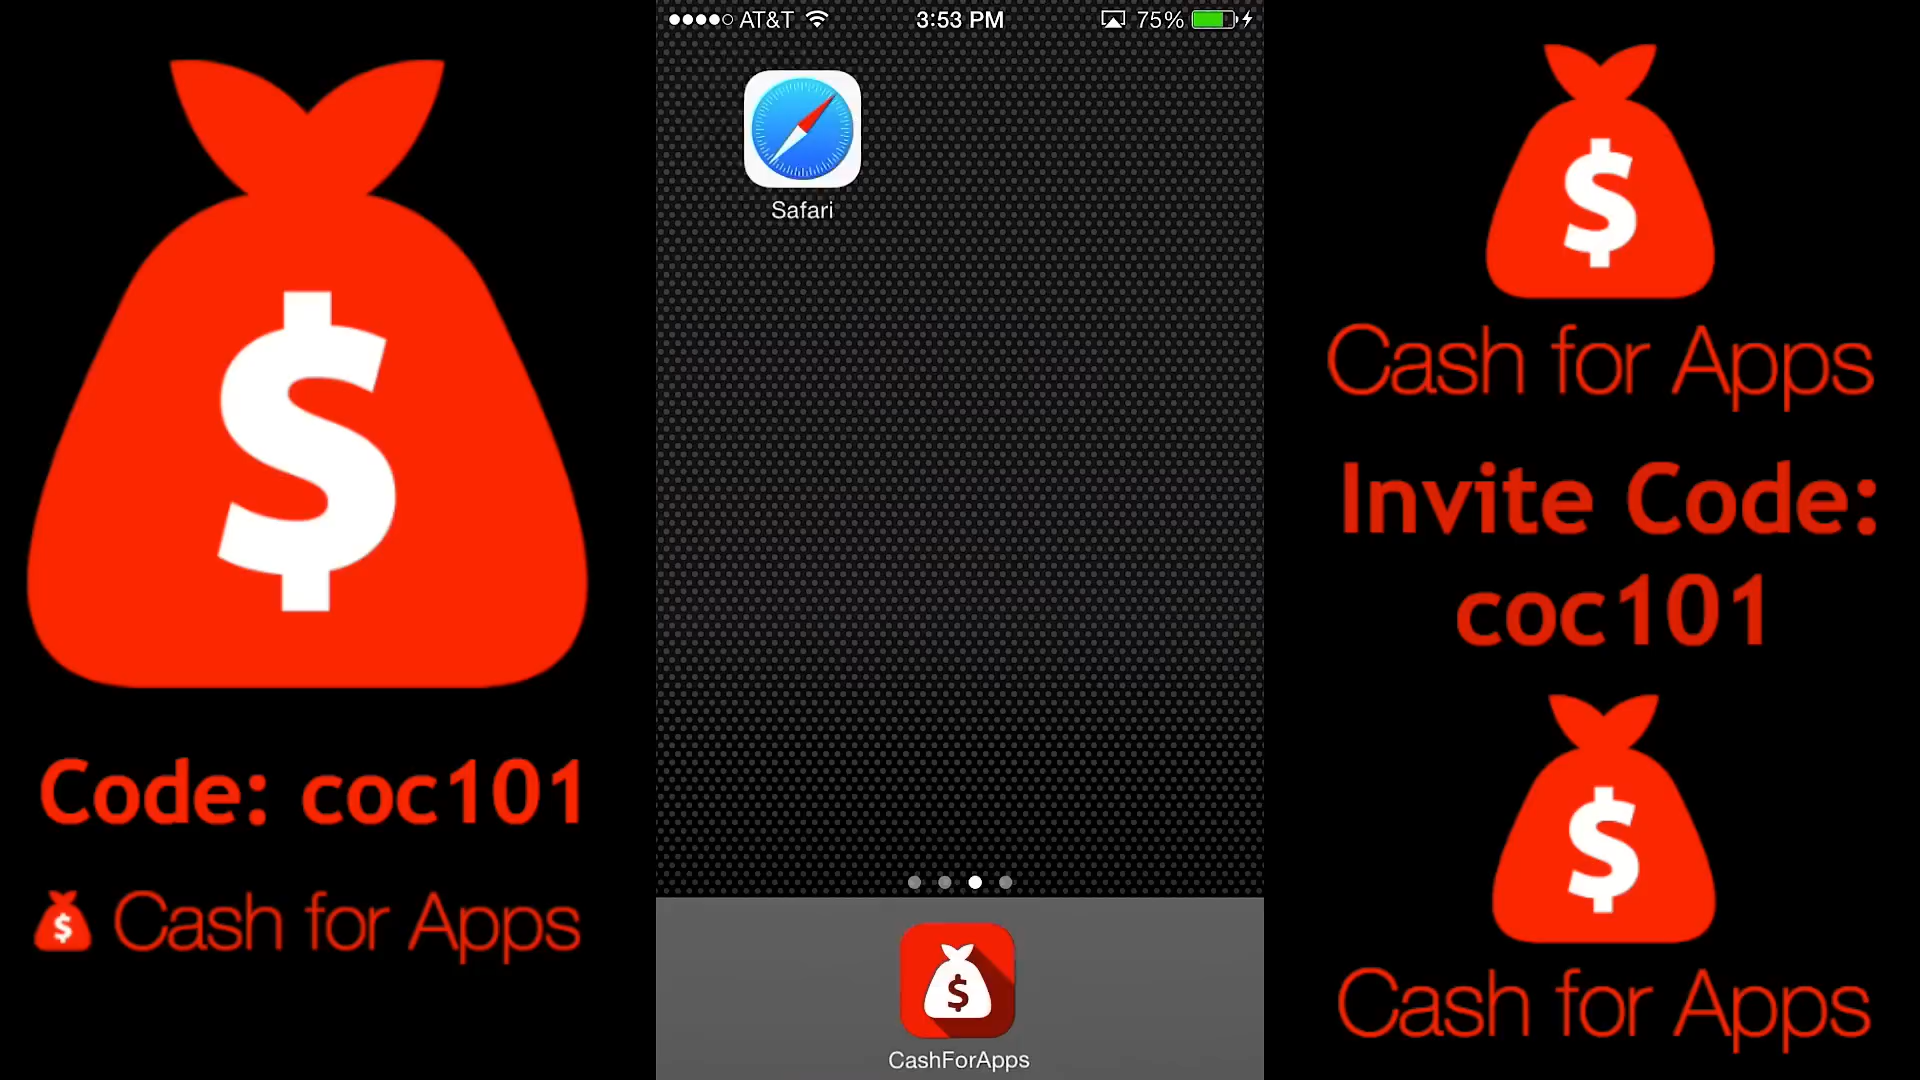 $
Code: coc101
$ Cash for Apps
AT&T 3:53 PM 75%
Safari
$
CashForApps
$
Cash for Apps
Invite Code:
coc101
$
Cash for Apps